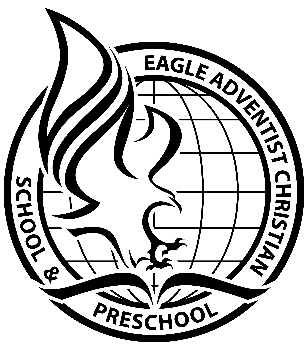 EAGLE ADVENTIST CHRISTIAN
SCHOOL &
PRESCHOOL